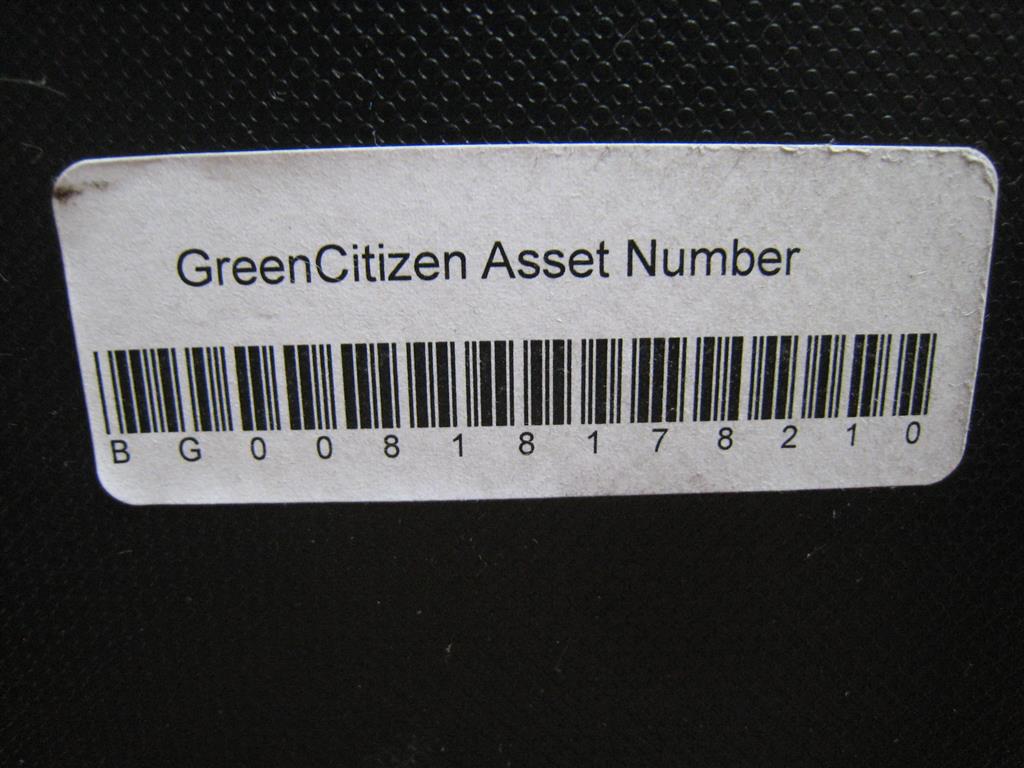 GreenCitizen Asset Number
B G 0 0 8 1 8 1 7 8 2 1 0